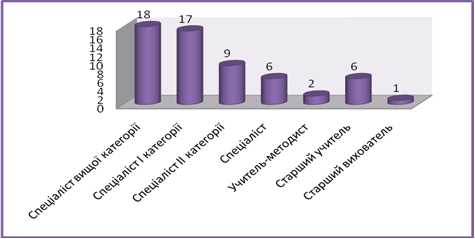 18
17
9
6
2
6
1
18
16
14
12
10
8
6
4
2
0
Спеціаліст вищої категорії
Спеціаліст І категорії
Спеціаліст ІІ категорії
Спеціаліст
Учитель-методист
Старший учитель
Старший вихователь